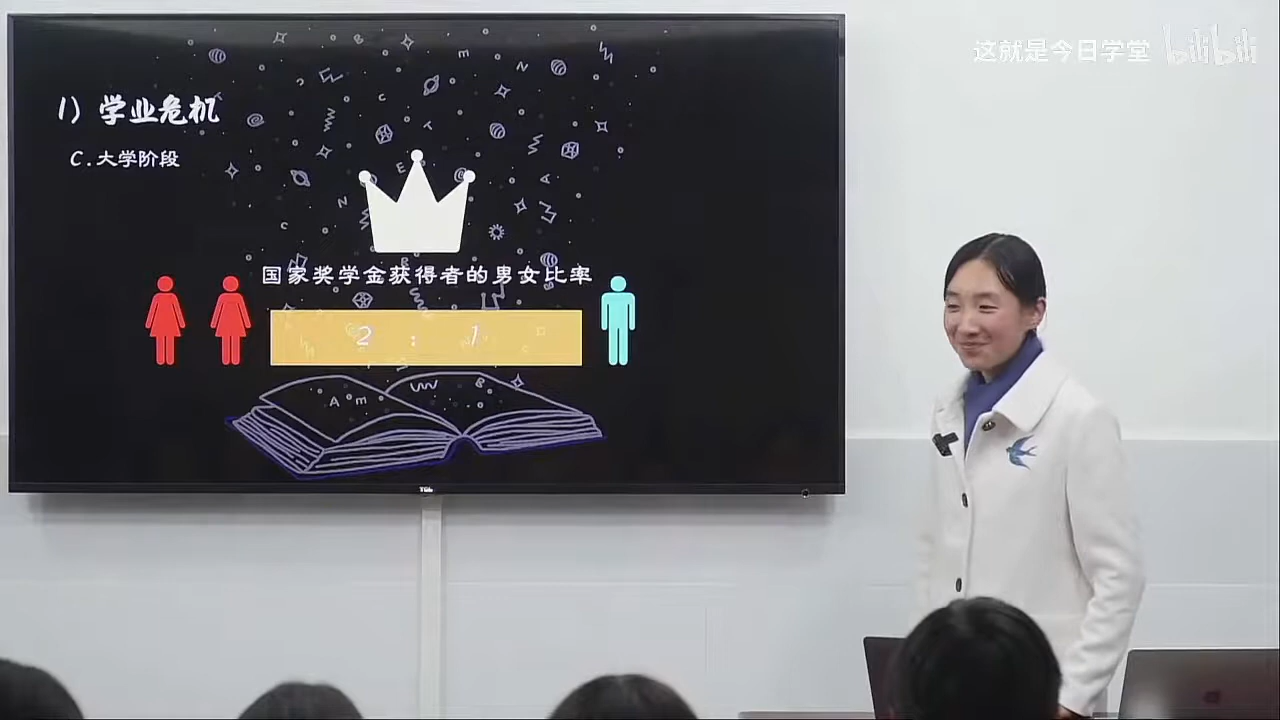 这就是今日学堂 bilibili
1）学业危机
C.大学阶段
国家奖学金获得者的男女比率
2 : 1